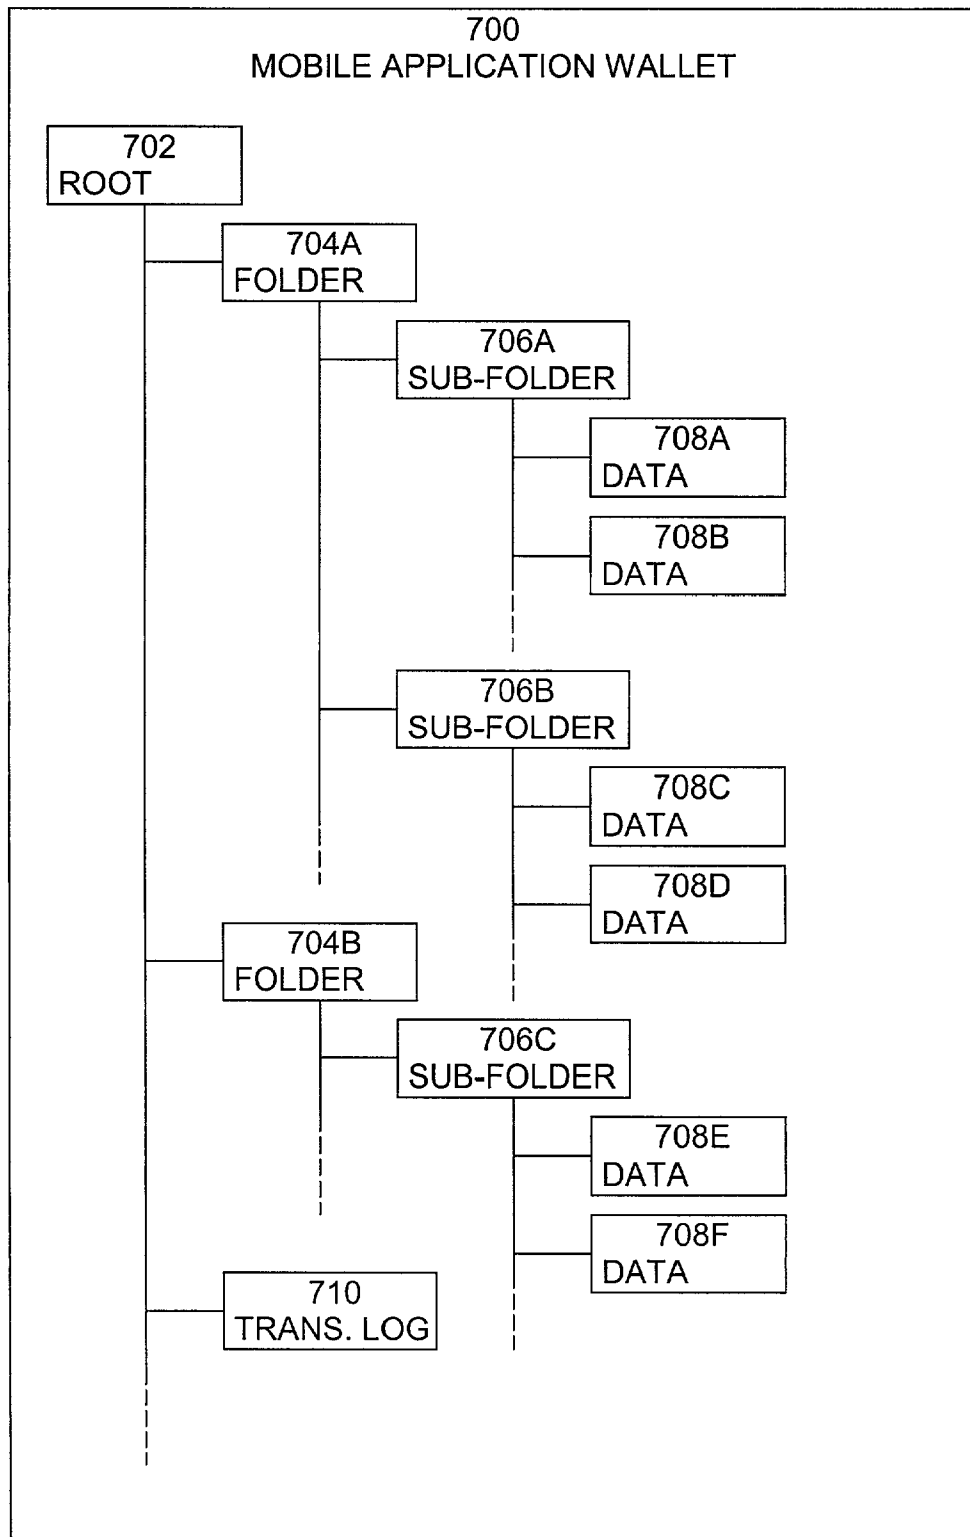 700
MOBILE APPLICATION WALLET
702
ROOT
704A
FOLDER
706A
SUB-FOLDER
708A
DATA
708B
DATA
706B
SUB-FOLDER
708C
DATA
708D
DATA
704B
FOLDER
706C
SUB-FOLDER
708E
DATA
708F
DATA
710
TRANS. LOG